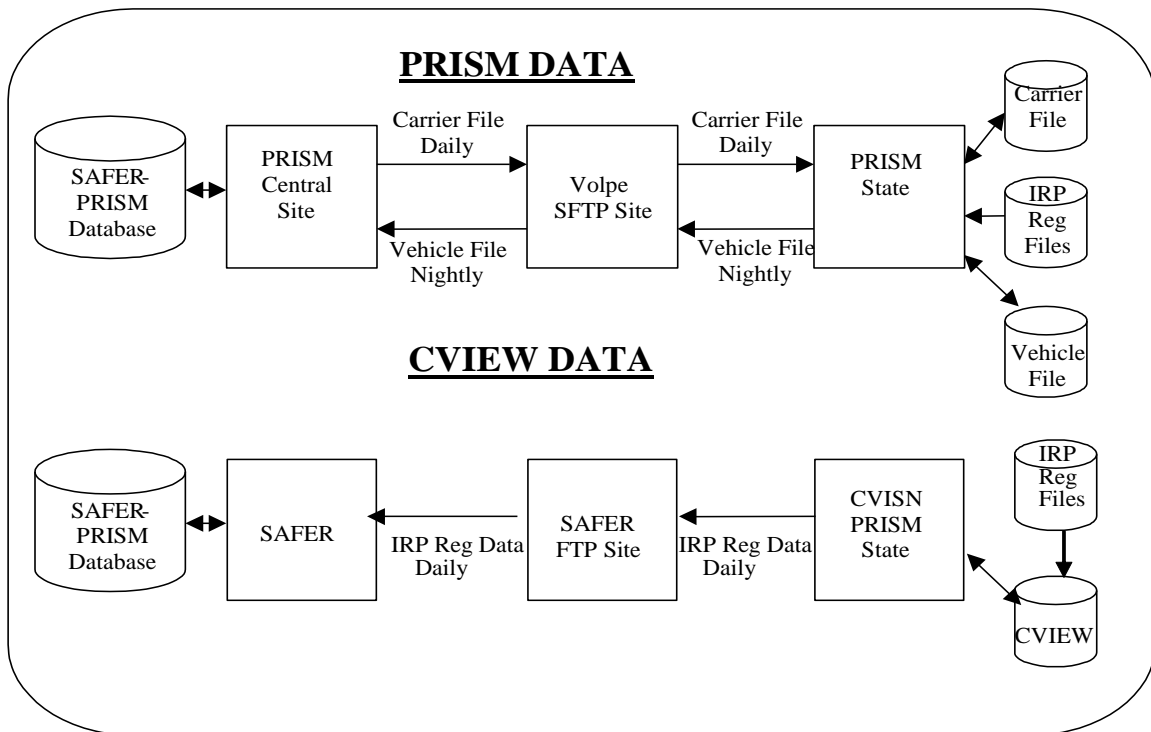 PRISM DATA
SAFER-
PRISM
Database
PRISM
Central
Site
Carrier File
Daily
Vehicle File
Nightly
Volpe
SFTP Site
Carrier File
Daily
Vehicle File
Nightly
PRISM
State
Carrier
File
IRP
Reg
Files
Vehicle
File
CVIEW DATA
SAFER-
PRISM
Database
SAFER
IRP Reg Data
Daily
SAFER
FTP Site
IRP Reg Data
Daily
CVISN
PRISM
State
IRP
Reg
Files
CVIEW